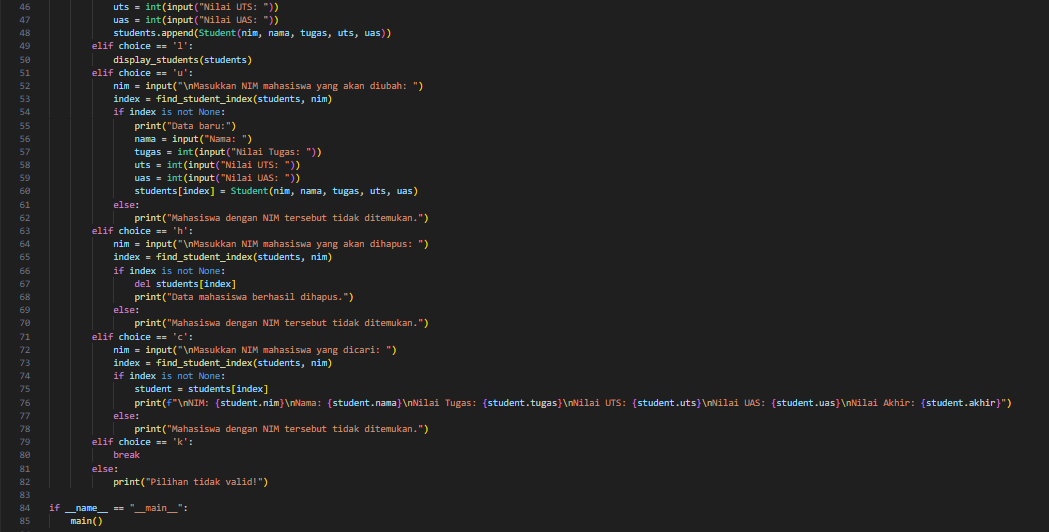 46 uts = int(input("Nilai UTS: "))
47 uas = int(input("Nilai UAS: "))
48 students.append(Student(nim, nama, tugas, uts, uas))
49 elif choice == 'l':
50 display_students(students)
51 elif choice == 'u':
52 nim = input("\nMasukkan NIM mahasiswa yang akan diubah: ")
53 index = find_student_index(students, nim)
54 if index is not None:
55 print("Data baru:")
56 nama = input("Nama: ")
57 tugas = int(input("Nilai Tugas: "))
58 uts = int(input("Nilai UTS: "))
59 uas = int(input("Nilai UAS: "))
60 students[index] = Student(nim, nama, tugas, uts, uas)
61 else:
62 print("Mahasiswa dengan NIM tersebut tidak ditemukan.")
63 elif choice == 'h':
64 nim = input("\nMasukkan NIM mahasiswa yang akan dihapus: ")
65 index = find_student_index(students, nim)
66 if index is not None:
67 del students[index]
68 print("Data mahasiswa berhasil dihapus.")
69 else:
70 print("Mahasiswa dengan NIM tersebut tidak ditemukan.")
71 elif choice == 'c':
72 nim = input("\nMasukkan NIM mahasiswa yang dicari: ")
73 index = find_student_index(students, nim)
74 if index is not None:
75 student = students[index]
76 print(f"\nNIM: {student.nim}\nNama: {student.nama}\nNilai Tugas: {student.tugas}\nNilai UTS: {student.uts}\nNilai UAS: {student.uas}\nNilai Akhir: {student.akhir}")
77 else:
78 print("Mahasiswa dengan NIM tersebut tidak ditemukan.")
79 elif choice == 'k':
80 break
81 else:
82 print("Pilihan tidak valid!")
83
84 if __name__ == "__main__":
85 main()